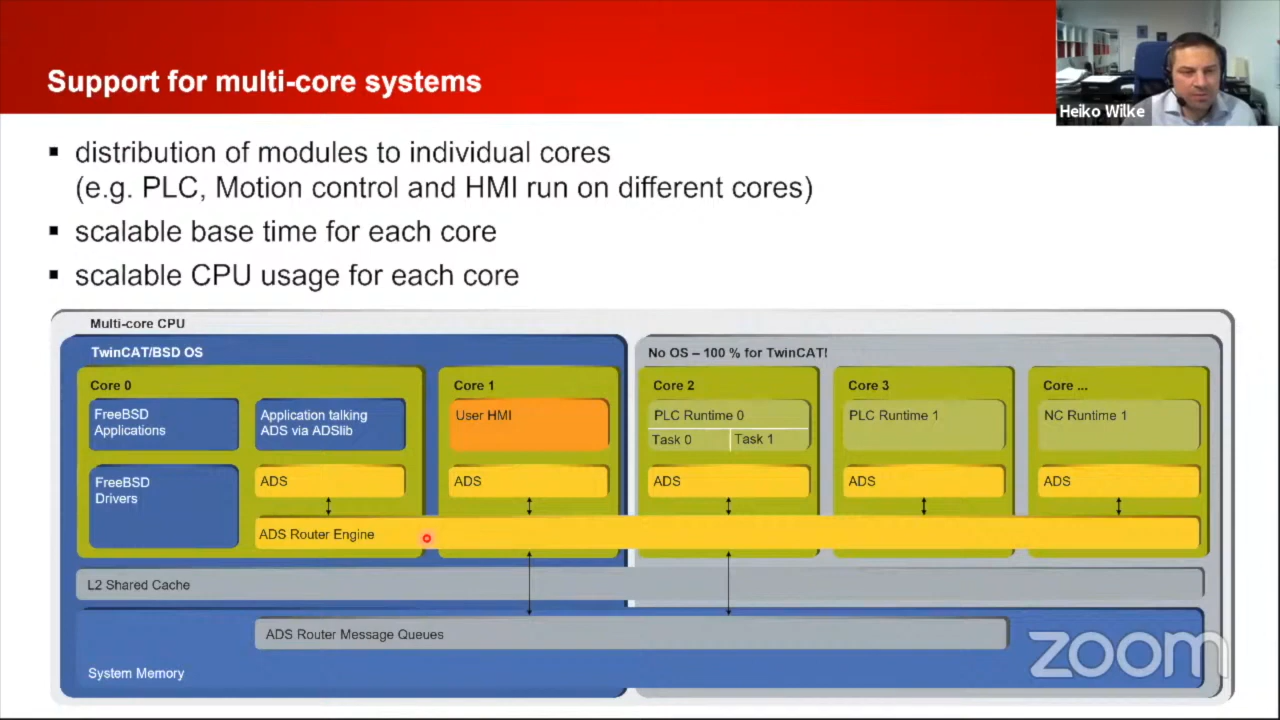 Support for multi-core systems
Heiko Wilke
▪ distribution of modules to individual cores
(e.g. PLC, Motion control and HMI run on different cores)
▪ scalable base time for each core
▪ scalable CPU usage for each core
Multi-core CPU
TwinCAT/BSD OS
No OS – 100 % for TwinCAT!
Core 0
Core 1
Core 2
Core 3
Core ...
FreeBSD
Applications
Application talking
ADS via ADSlib
User HMI
PLC Runtime 0
Task 0
Task 1
PLC Runtime 1
NC Runtime 1
FreeBSD
Drivers
ADS
ADS
ADS
ADS
ADS
ADS Router Engine
L2 Shared Cache
ADS Router Message Queues
System Memory
zoom